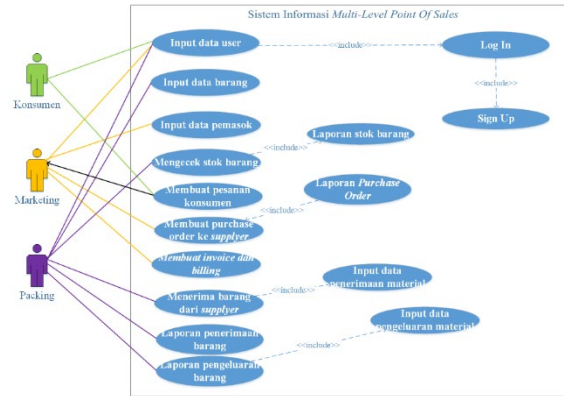 Sistem Informasi Multi-Level Point Of Sales
Input data user
<<include>>
Log In
<<include>>
Sign Up
Konsumen
Input data barang
Input data pemasok
Laporan stok barang
<<include>>
Mengecek stok barang
Marketing
Membuat pesanan
konsumen
Laporan Purchase
Order
<<include>>
Membuat purchase
order ke supplyer
Membuat invoice dan
billing
Packing
Input data
penerimaan material
<<include>>
Menerima barang
dari supplyer
Input data
pengeluaran material
<<include>>
Laporan penerimaan
barang
Laporan pengeluaran
barang